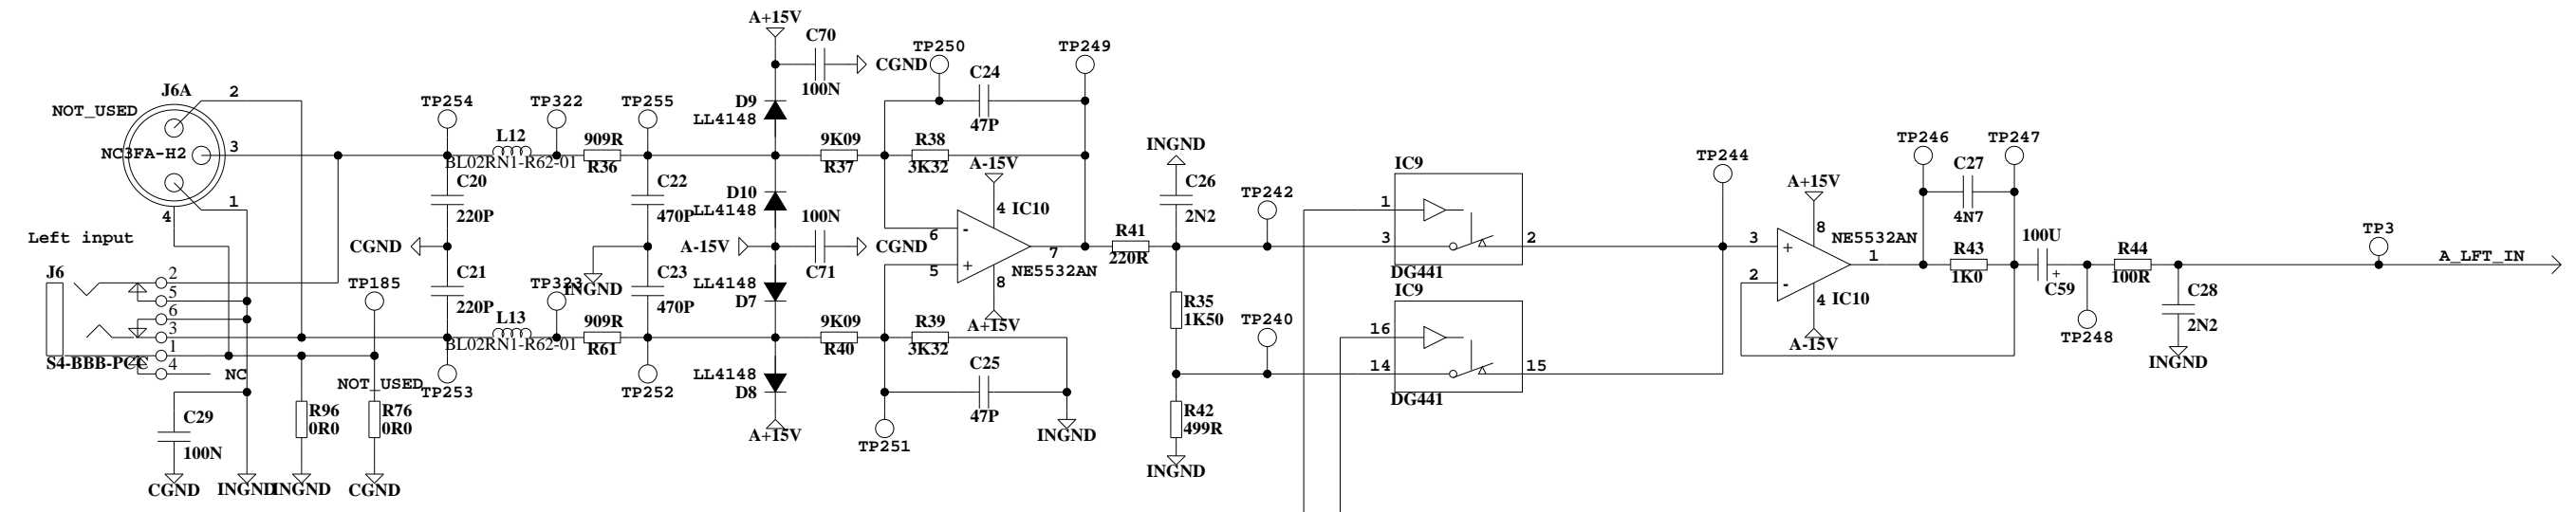 A+15V
C70
CGND
100N
TP250
TP249
C24
47P
J6A
NOT_USED
2
NC3FA-H2
3
1
4
TP254
TP322
TP255
D9
LL4148
L12
BL02RN1-R62-01
909R
R36
9K09
R37
R38
3K32
A-15V
C20
220P
C22
470P
D10
LL4148
100N
4
IC10
INGND
C26
2N2
TP242
Left input
CGND
INGND
A-15V
CGND
C71
6
-
5
+
7
NE5532AN
8
A+15V
R41
220R
IC9
1
3
2
DG441
TP244
TP246
TP247
C27
4N7
A+15V
8
NE5532AN
3
+
2
-
1
4
IC10
A-15V
R43
1K0
100U
+
C59
R44
100R
TP248
C28
2N2
INGND
TP3
A_LFT_IN
J6
2
5
6
3
1
4
S4-BBB-PCC
NC
TP185
C21
220P
C23
470P
LL4148
D7
TP323
L13
BL02RN1-R62-01
909R
R61
9K09
R40
R39
3K32
R35
1K50
TP240
IC9
16
14
15
DG441
NOT_USED
TP253
TP252
LL4148
D8
A+15V
C25
47P
TP251
INGND
R42
499R
INGND
C29
100N
R96
0R0
R76
0R0
CGND
INGND
INGND
CGND